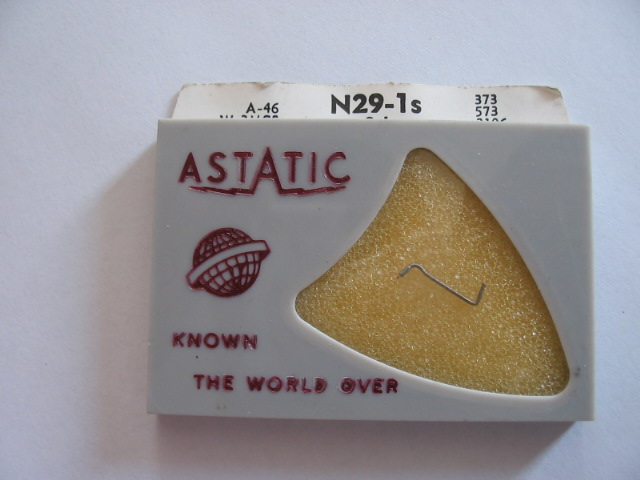 A-46 N29-1s 373
573
ASTATIC
KNOWN
THE WORLD OVER